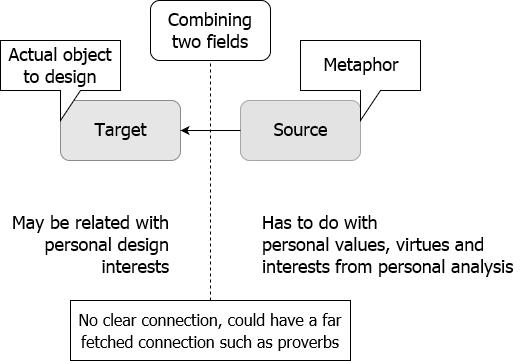 Combining
two fields
Actual object
to design
Metaphor
Target
Source
May be related with
personal design
interests
Has to do with
personal values, virtues and
interests from personal analysis
No clear connection, could have a far
fetched connection such as proverbs